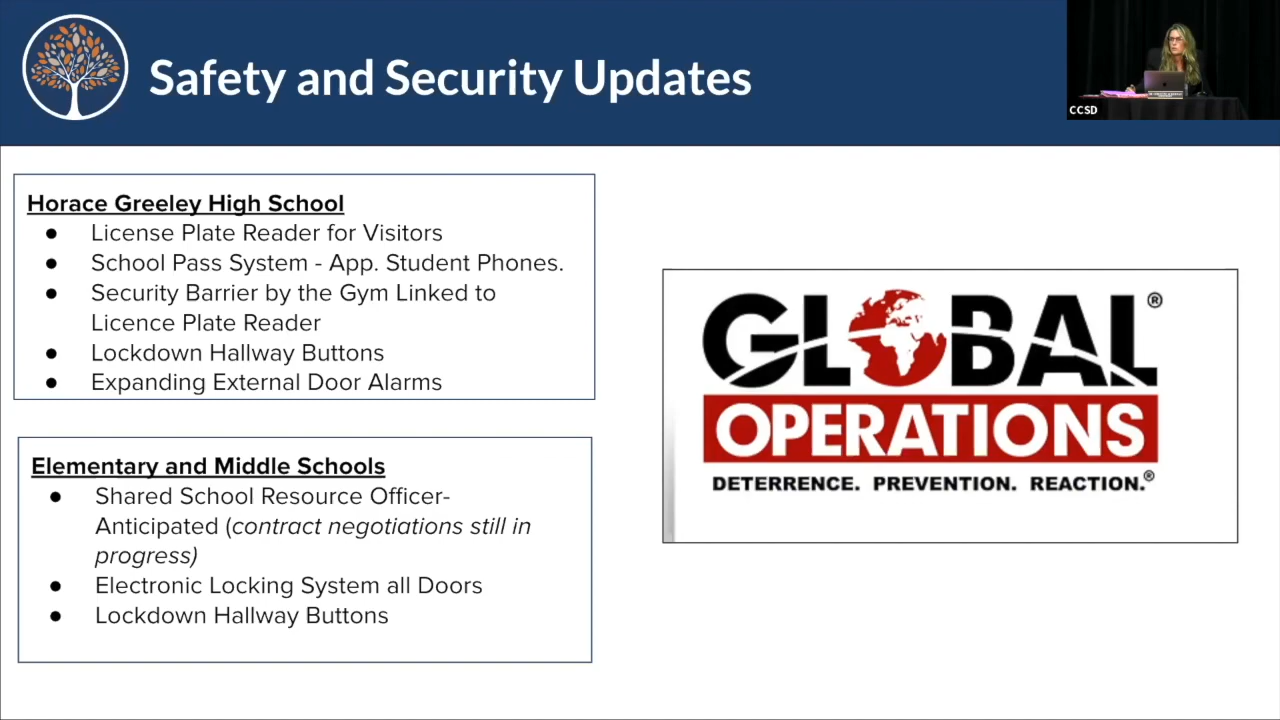 Safety and Security Updates
CCSD
Horace Greeley High School
● License Plate Reader for Visitors
● School Pass System - App. Student Phones.
● Security Barrier by the Gym Linked to
Licence Plate Reader
● Lockdown Hallway Buttons
● Expanding External Door Alarms
Elementary and Middle Schools
● Shared School Resource Officer-
Anticipated (contract negotiations still in
progress)
● Electronic Locking System all Doors
● Lockdown Hallway Buttons
GLOBAL®
OPERATIONS
DETERRENCE. PREVENTION. REACTION.®